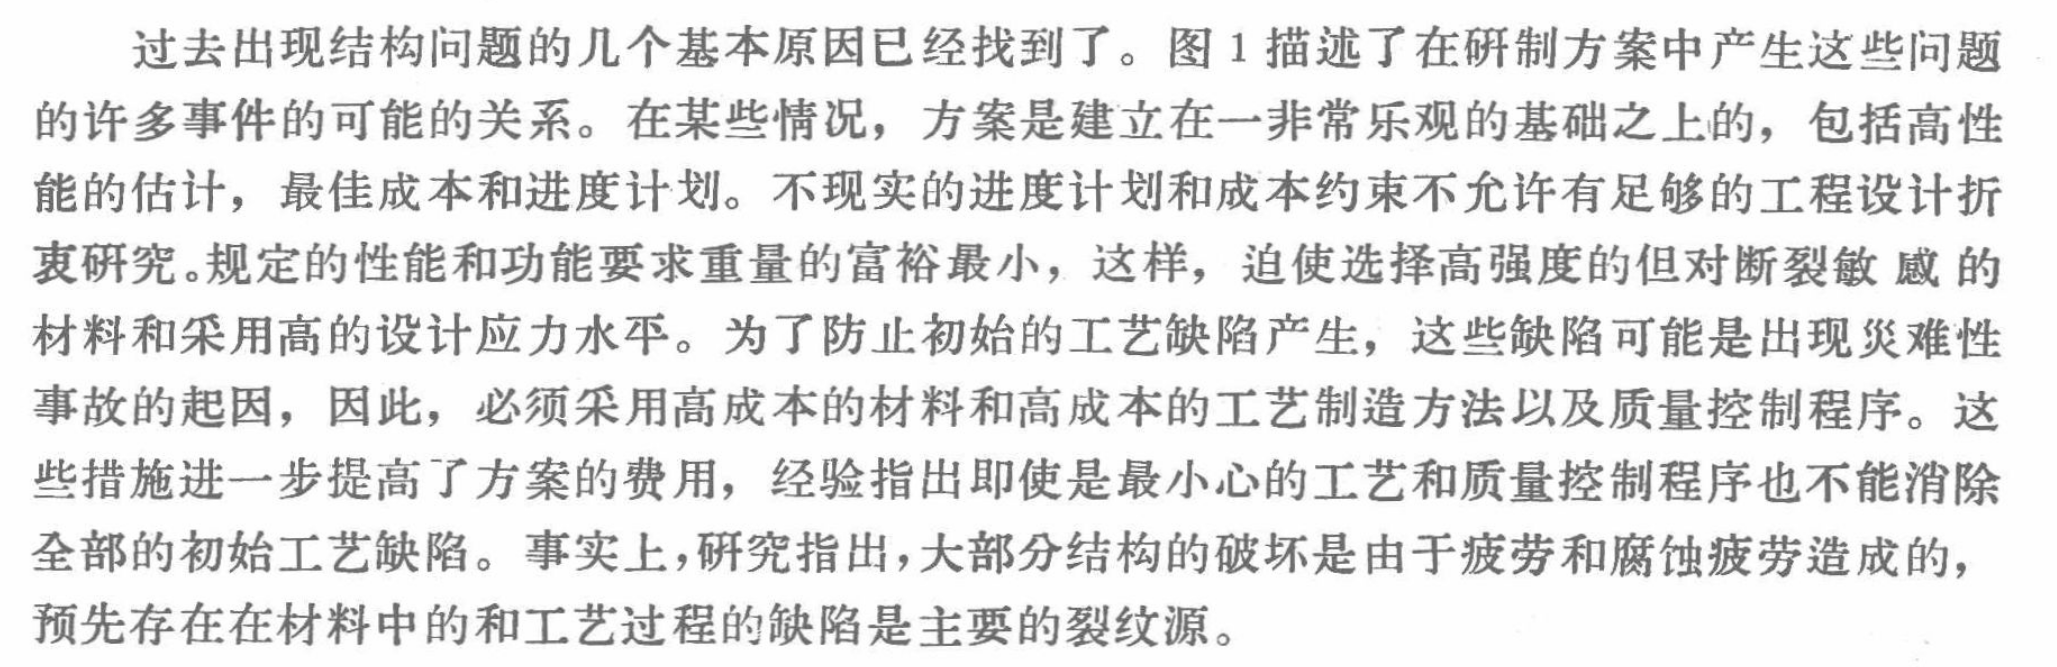 过去出现结构问题的几个基本原因已经找到了。图1描述了在研制方案中产生这些问题
的许多事件的可能的关系。在某些情况，方案是建立在一非常乐观的基础之上的，包括高性
能的估计，最佳成本和进度计划。不现实的进度计划和成本约束不允许有足够的工程设计折
衷研究。规定的性能和功能要求重量的富裕最小，这样，迫使选择高强度的但对断裂敏感的
材料和采用高的设计应力水平。为了防止初始的工艺缺陷产生，这些缺陷可能是出现災难性
事故的起因，因此，必须采用高成本的材料和高成本的工艺制造方法以及质量控制程序。这
些措施进一步提高了方案的费用，经验指出即使是最小心的工艺和质量控制程序也不能消除
全部的初始工艺缺陷。事实上，研究指出，大部分结构的破坏是由于疲劳和腐蚀疲劳造成的，
预先存在在材料中的和工艺过程的缺陷是主要的裂纹源。